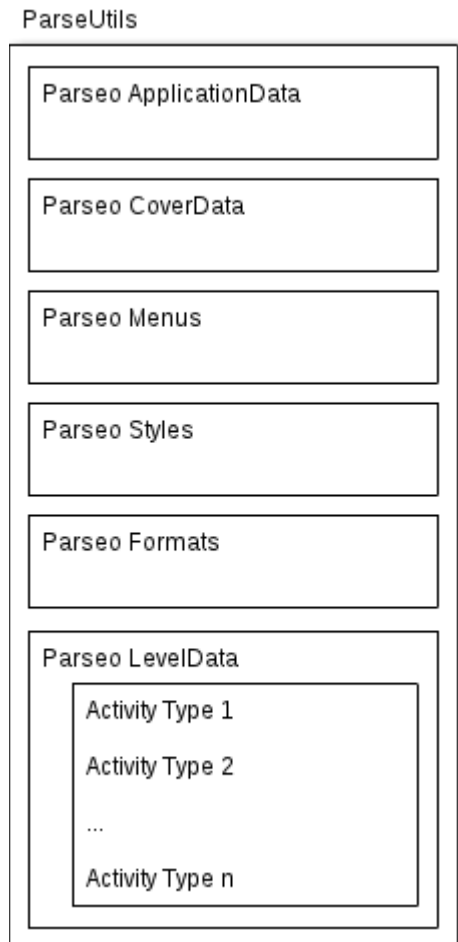 ParseUtils
Parseo ApplicationData
Parseo CoverData
Parseo Menus
Parseo Styles
Parseo Formats
Parseo LevelData
Activity Type 1
Activity Type 2
...
Activity Type n